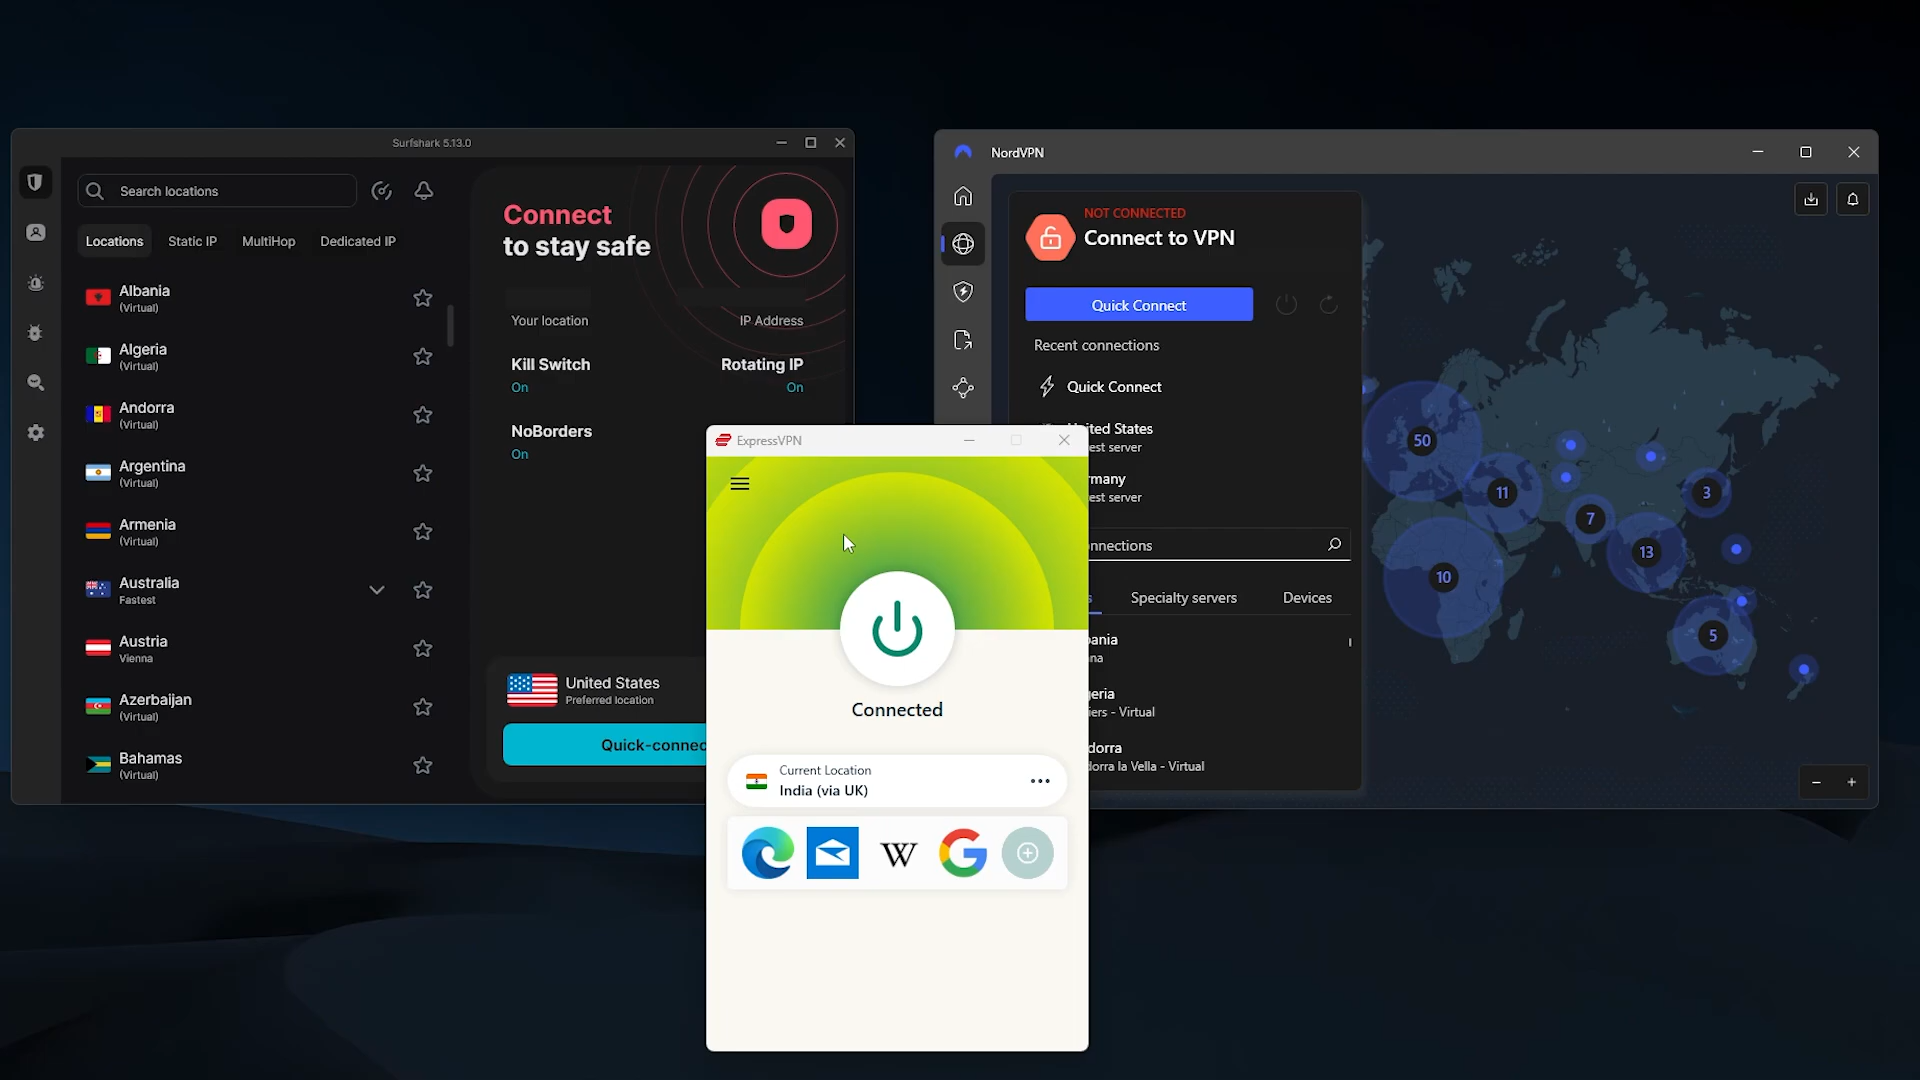 Surfshark 5.13.0
Search locations
Locations Static IP MultiHop Dedicated IP
Albania
(Virtual)
Algeria
(Virtual)
Andorra
(Virtual)
Argentina
(Virtual)
Armenia
(Virtual)
Australia
Fastest
Austria
Vienna
Azerbaijan
(Virtual)
Bahamas
(Virtual)
Connect
to stay safe
Your location IP Address
Kill Switch Rotating IP
On On
NoBorders
On
United States
Preferred location
Quick-connec
NordVPN
NOT CONNECTED
Connect to VPN
Quick Connect
Recent connections
Quick Connect
ited States
est server
rmany
est server
nnections
s Specialty servers Devices
ania
na
eria
iers - Virtual
dorra
lorra la Vella - Virtual
50
11
10
7
13
3
5
ExpressVPN
Connected
Current Location
India (via UK)
W